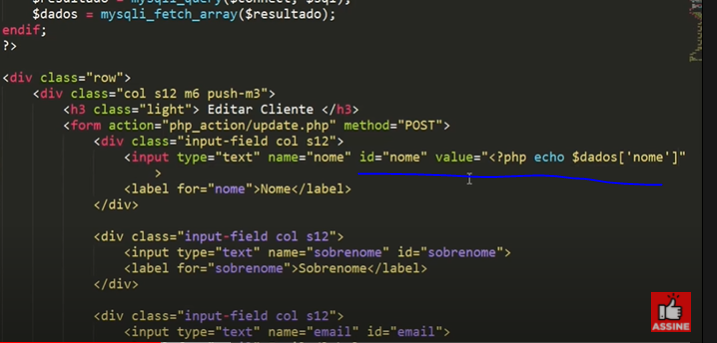 $resultado = mysqli_query($connect, $sql);
$dados = mysqli_fetch_array($resultado);
endif;
?>
<div class="row">
<div class="col s12 m6 push-m3">
<h3 class="light"> Editar Cliente </h3>
<form action="php_action/update.php" method="POST">
<div class="input-field col s12">
<input type="text" name="nome" id="nome" value="<?php echo $dados['nome']"
>
<label for="nome">Nome</label>
</div>
<div class="input-field col s12">
<input type="text" name="sobrenome" id="sobrenome">
<label for="sobrenome">Sobrenome</label>
</div>
<div class="input-field col s12">
<input type="text" name="email" id="email">
ASSINE